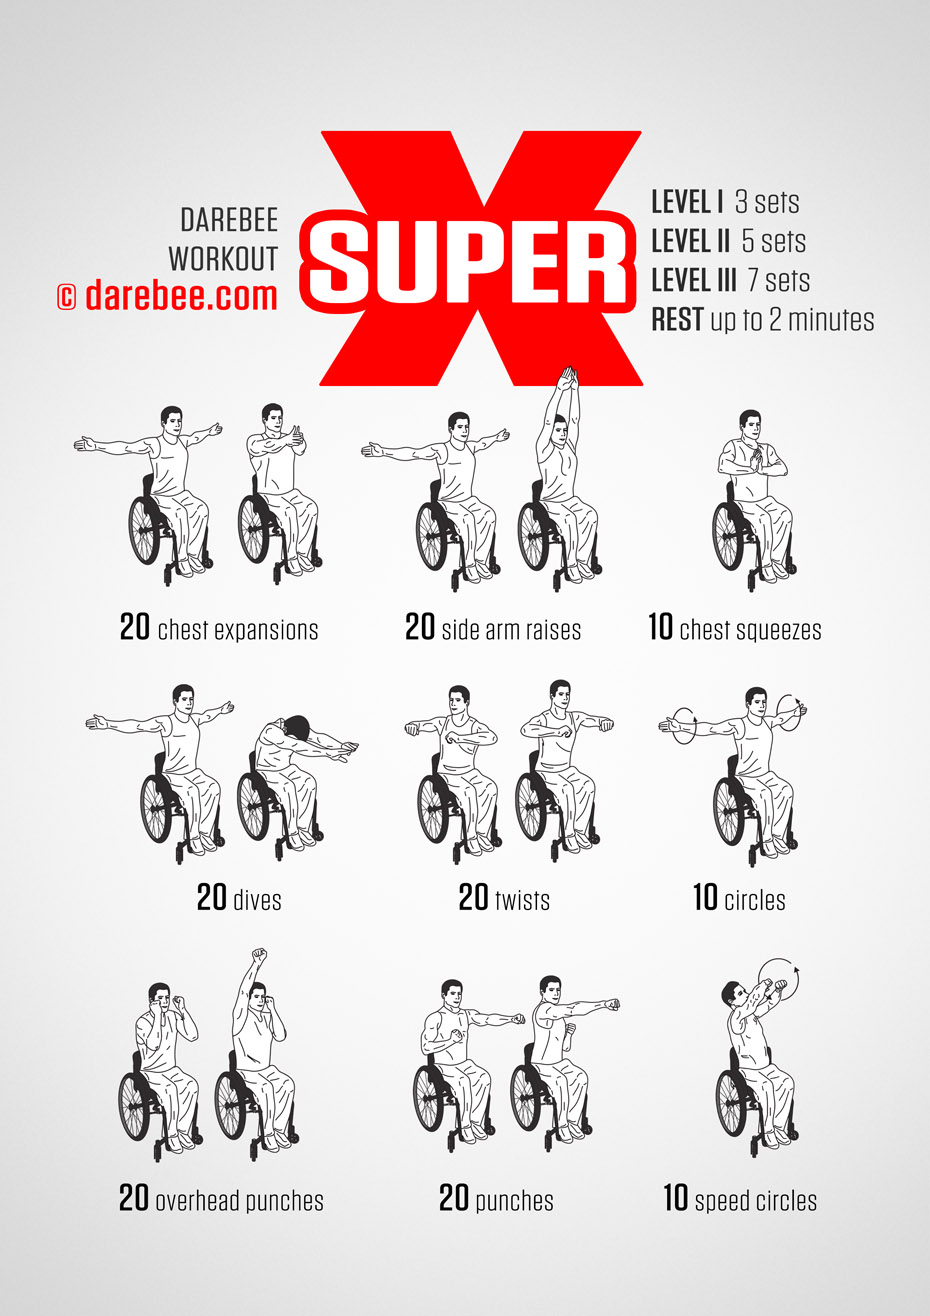 DAREBEE
WORKOUT
© darebee.com
SUPER
X
LEVEL I 3 sets
LEVEL II 5 sets
LEVEL III 7 sets
REST up to 2 minutes
20 chest expansions
20 side arm raises
10 chest squeezes
20 dives
20 twists
10 circles
20 overhead punches
20 punches
10 speed circles